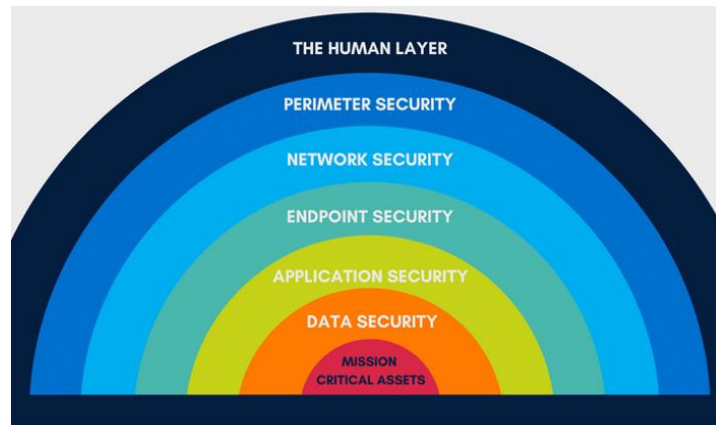 THE HUMAN LAYER
PERIMETER SECURITY
NETWORK SECURITY
ENDPOINT SECURITY
APPLICATION SECURITY
DATA SECURITY
MISSION
CRITICAL ASSETS